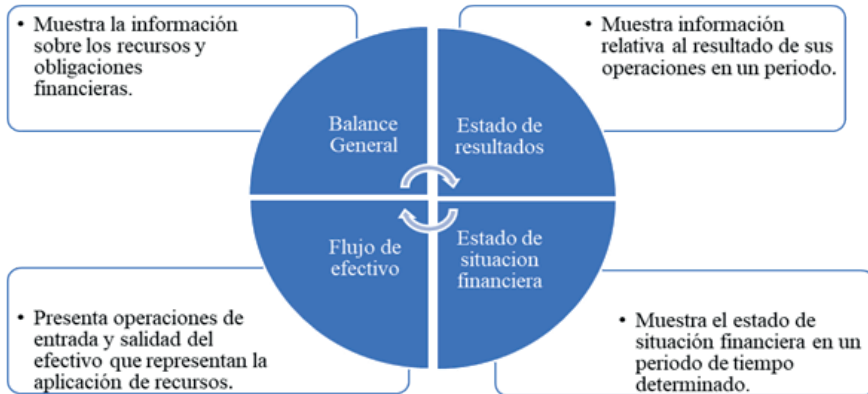 • Muestra la información
sobre los recursos y
obligaciones
financieras.
• Muestra información
relativa al resultado de sus
operaciones en un periodo.
Balance
General
Estado de
resultados
Flujo de
efectivo
Estado de
situacion
financiera
• Presenta operaciones de
entrada y salidad del
efectivo que representan la
aplicación de recursos.
• Muestra el estado de
situación financiera en un
periodo de tiempo
determinado.